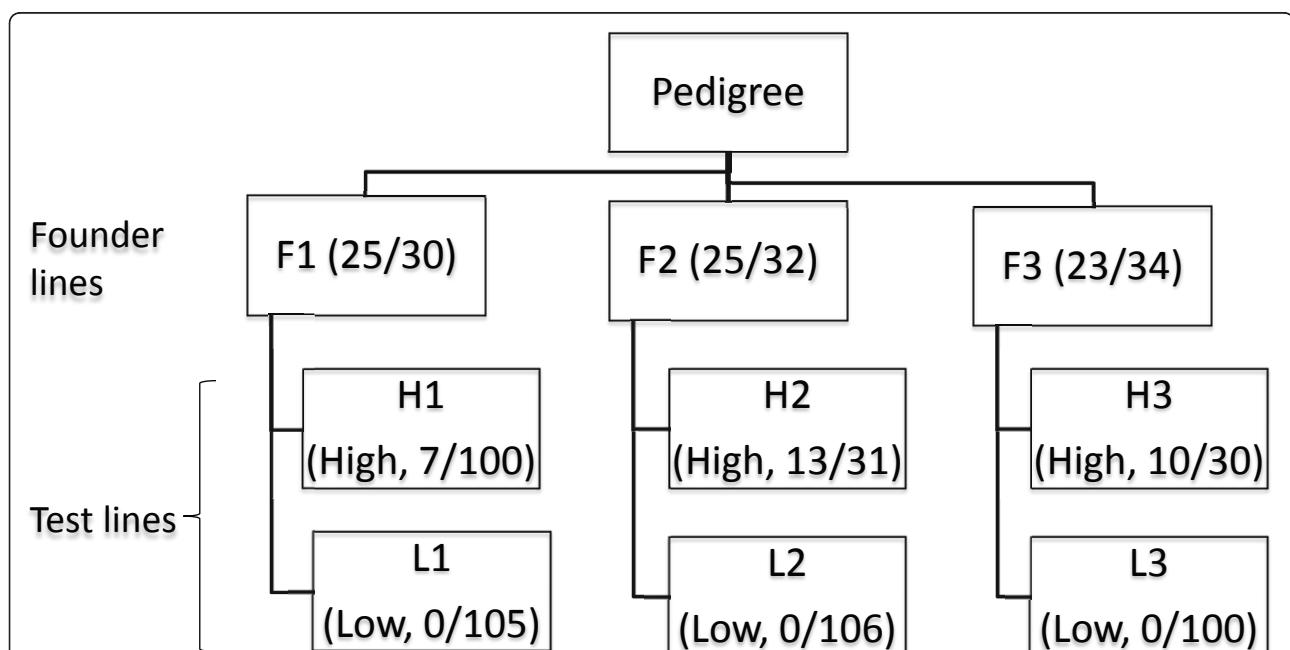 Pedigree
Founder
lines
F1 (25/30)
F2 (25/32)
F3 (23/34)
Test lines
H1
(High, 7/100)
H2
(High, 13/31)
H3
(High, 10/30)
L1
(Low, 0/105)
L2
(Low, 0/106)
L3
(Low, 0/100)